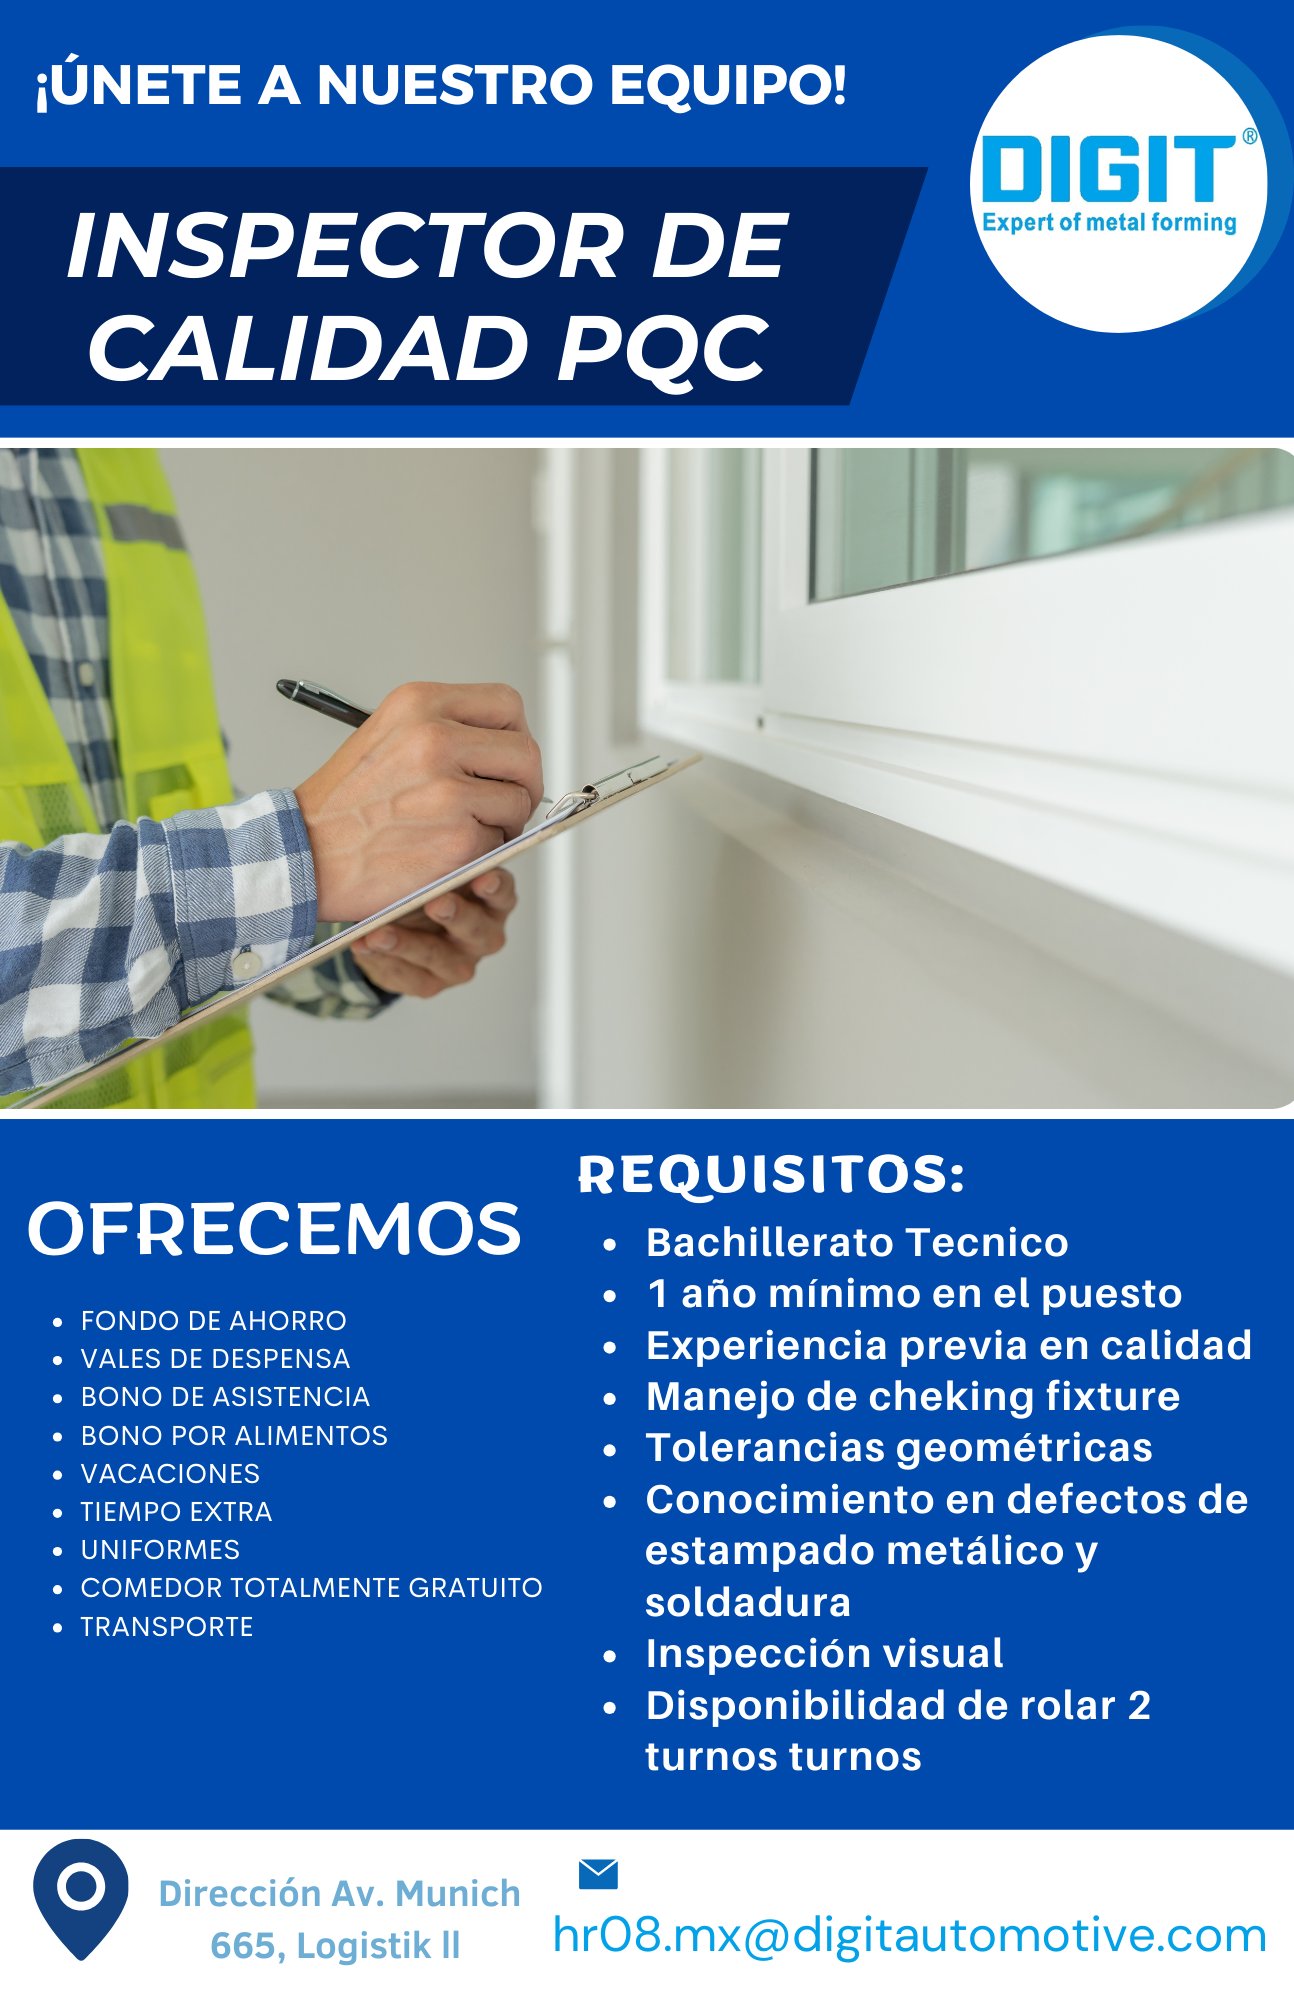 ¡ÚNETE A NUESTRO EQUIPO!
DIGIT®
Expert of metal forming
INSPECTOR DE
CALIDAD PQC
OFRECEMOS
• FONDO DE AHORRO
• VALES DE DESPENSA
• BONO DE ASISTENCIA
• BONO POR ALIMENTOS
• VACACIONES
• TIEMPO EXTRA
• UNIFORMES
• COMEDOR TOTALMENTE GRATUITO
• TRANSPORTE
REQUISITOS:
• Bachillerato Tecnico
• 1 año mínimo en el puesto
• Experiencia previa en calidad
• Manejo de cheking fixture
• Tolerancias geométricas
• Conocimiento en defectos de
estampado metálico y
soldadura
• Inspección visual
• Disponibilidad de rolar 2
turnos turnos
Dirección Av. Munich
665, Logistik ll
hr08.mx@digitautomotive.com